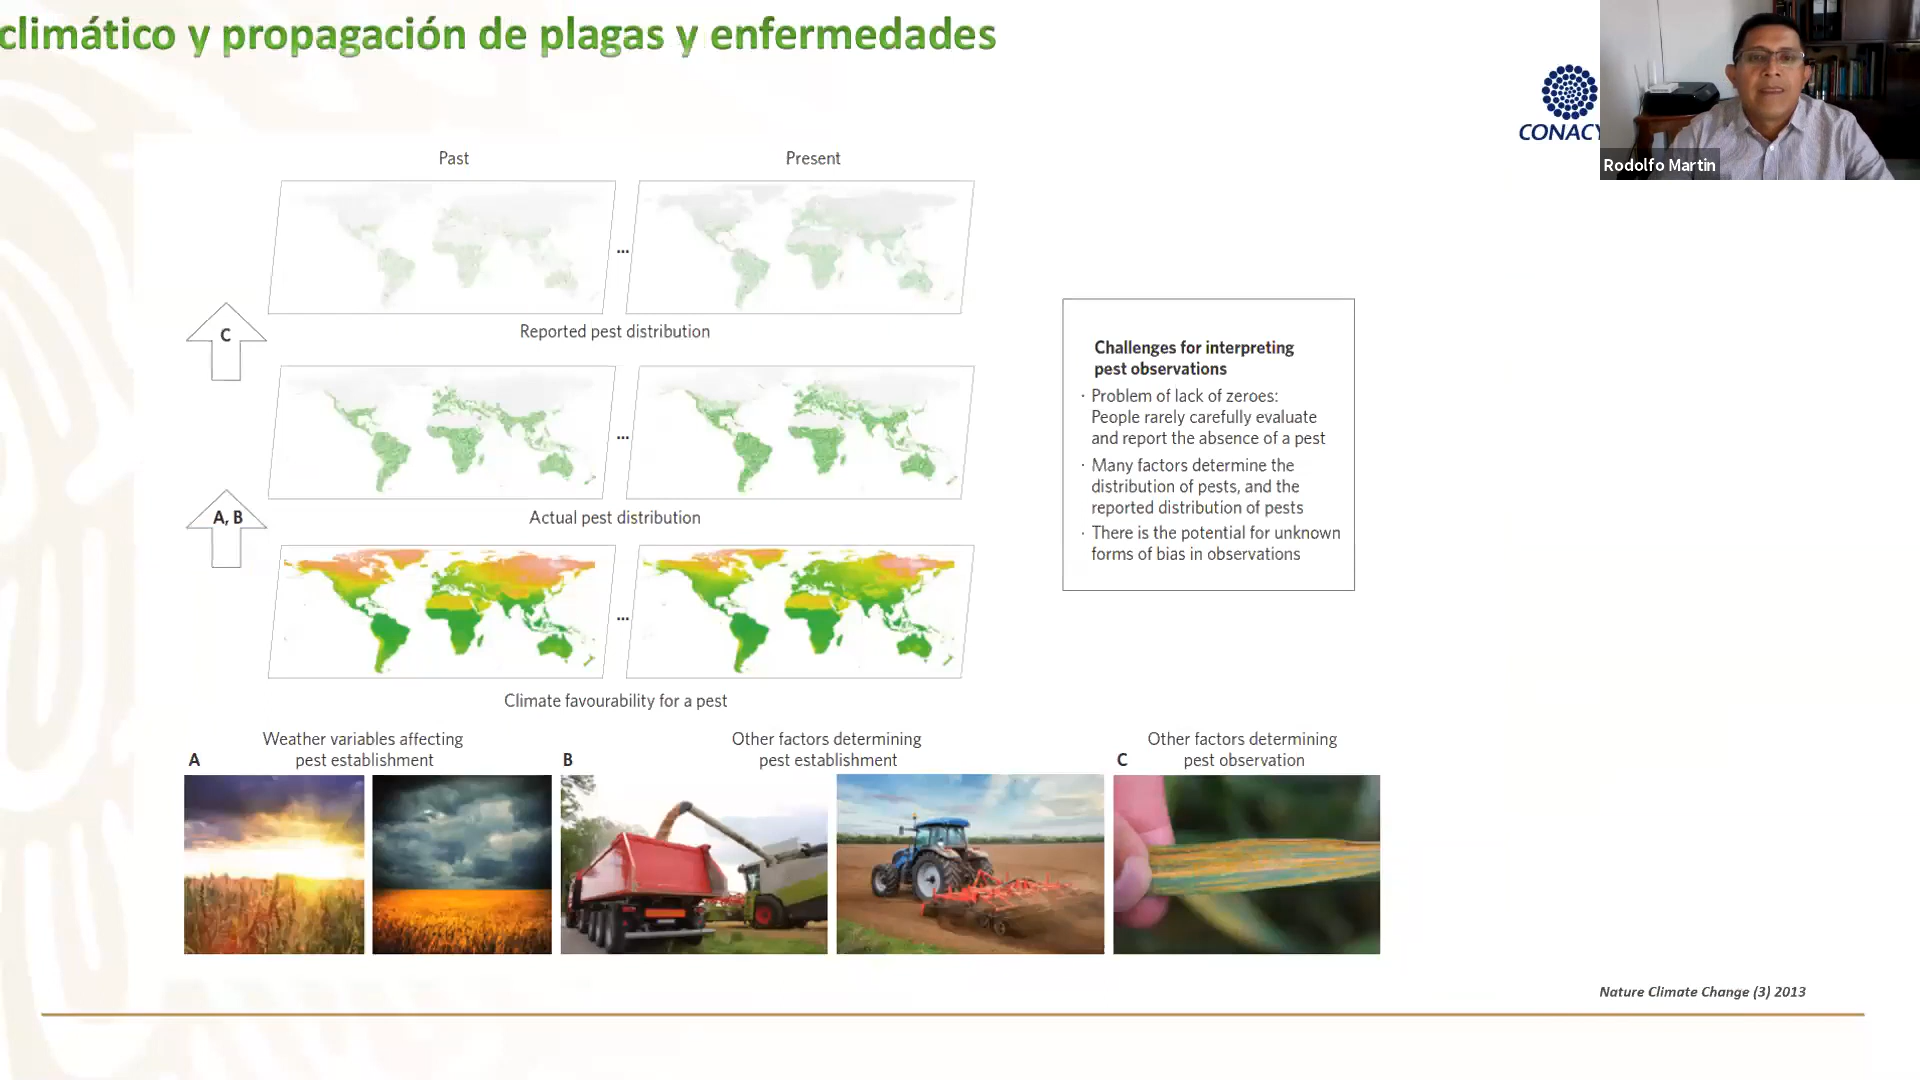 climático y propagación de plagas y enfermedades
CONACY
Rodolfo Martin
Past
Present
...
Reported pest distribution
C
...
Actual pest distribution
A, B
...
Climate favourability for a pest
Challenges for interpreting
pest observations
· Problem of lack of zeroes:
People rarely carefully evaluate
and report the absence of a pest
· Many factors determine the
distribution of pests, and the
reported distribution of pests
· There is the potential for unknown
forms of bias in observations
A
Weather variables affecting
pest establishment
B
Other factors determining
pest establishment
C
Other factors determining
pest observation
Nature Climate Change (3) 2013